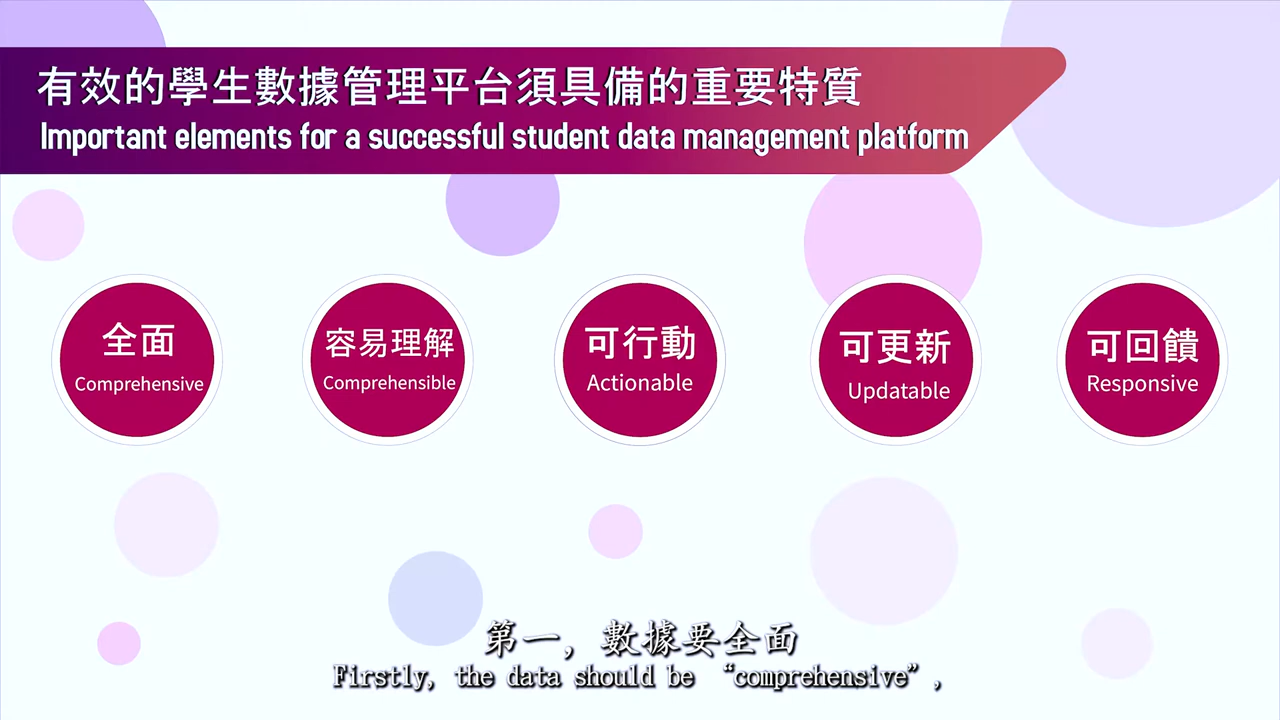 有效的學生數據管理平台須具備的重要特質
Important elements for a successful student data management platform
全面
Comprehensive
容易理解
Comprehensible
可行動
Actionable
可更新
Updatable
可回饋
Responsive
第一，數據要全面
Firstly, the data should be “comprehensive”,